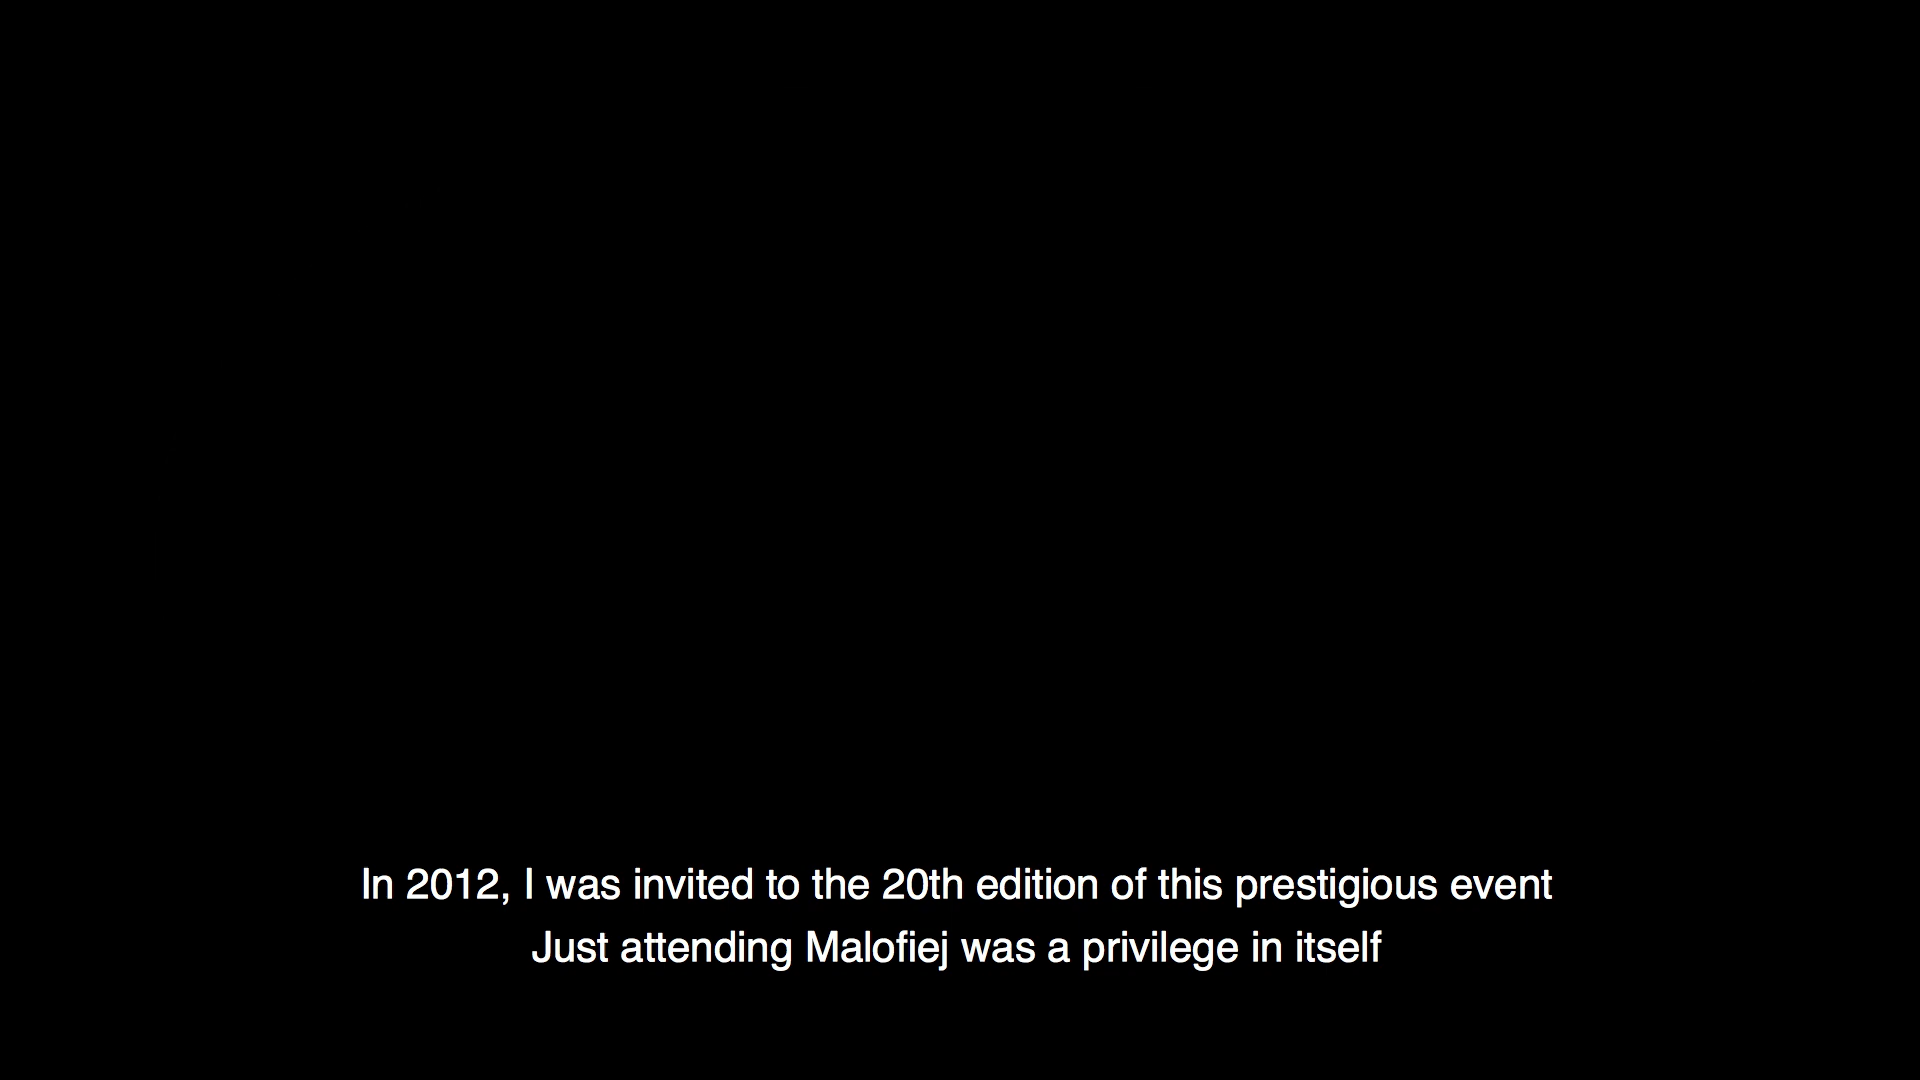 In 2012, I was invited to the 20th edition of this prestigious event
Just attending Malofiej was a privilege in itself